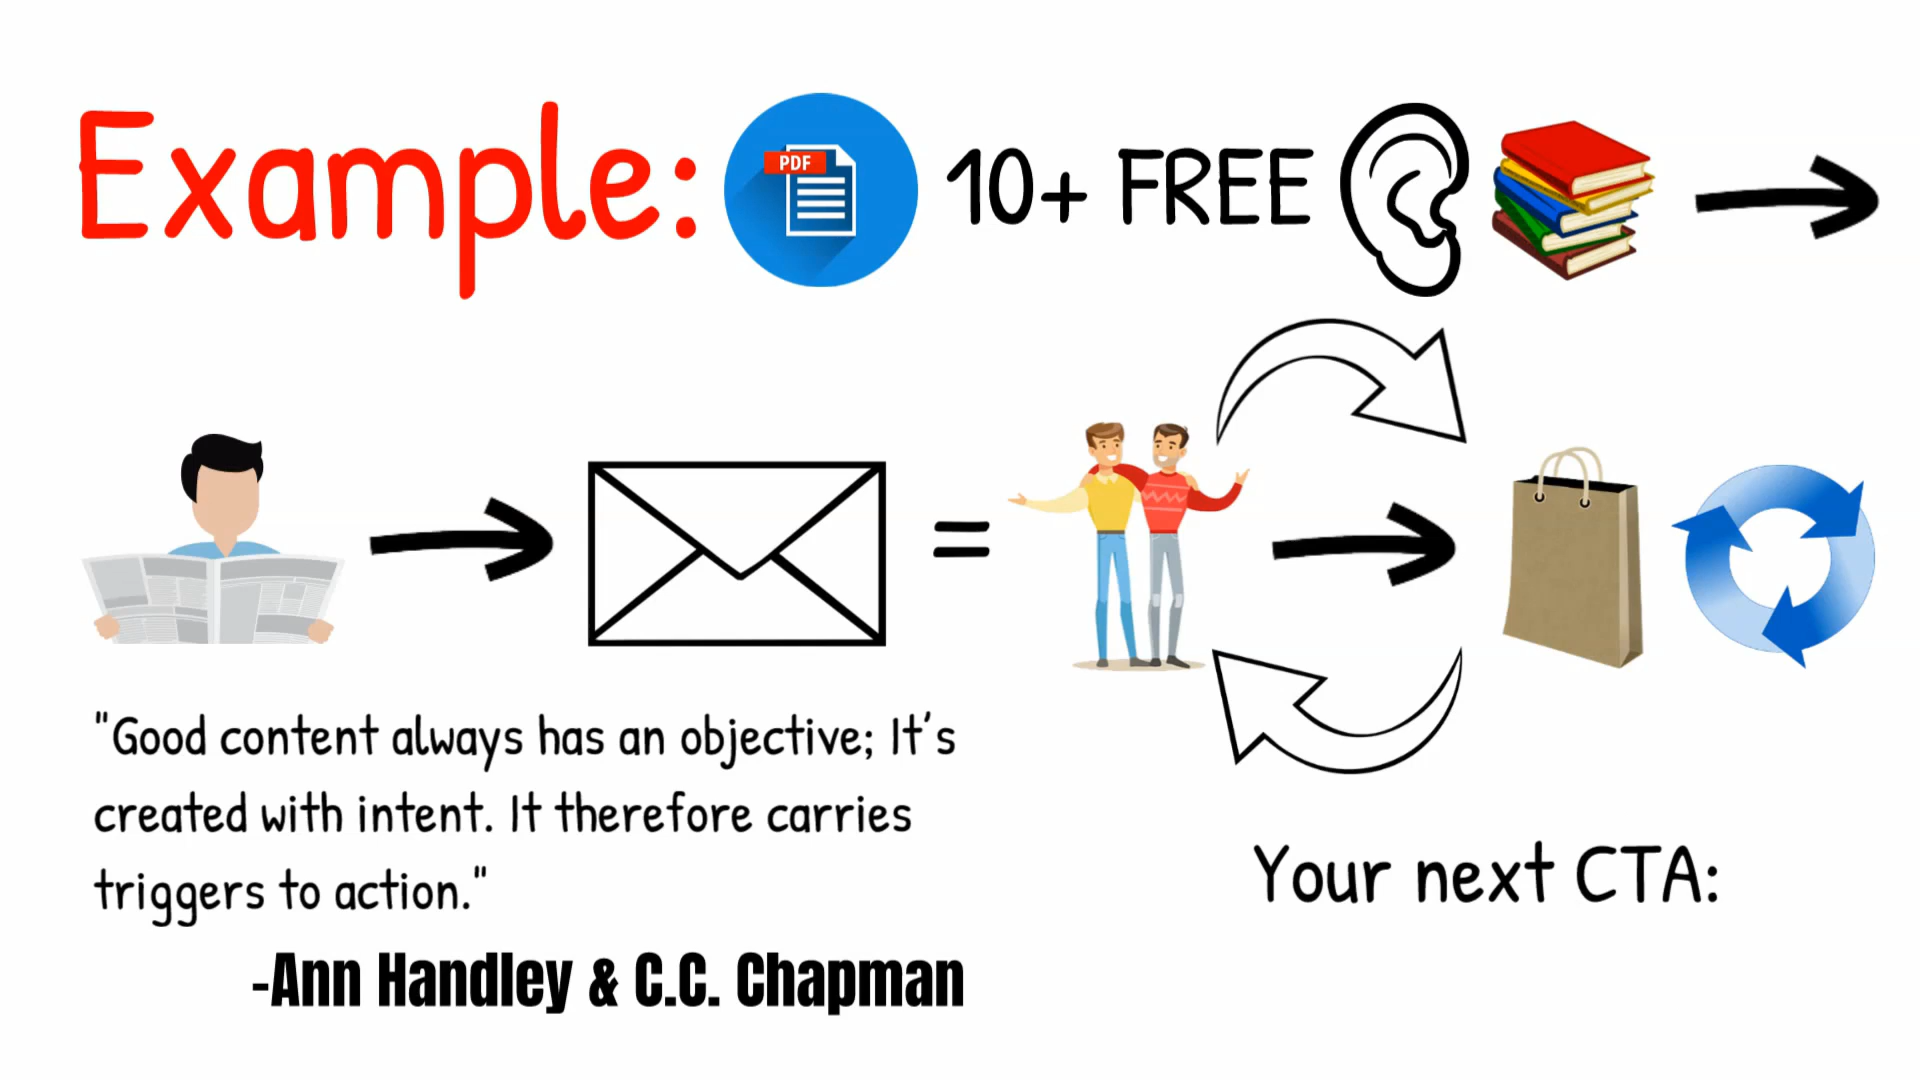 Example:
PDF
10+ FREE
=
"Good content always has an objective; It's
created with intent. It therefore carries
triggers to action."
-Ann Handley & C.C. Chapman
Your next CTA: